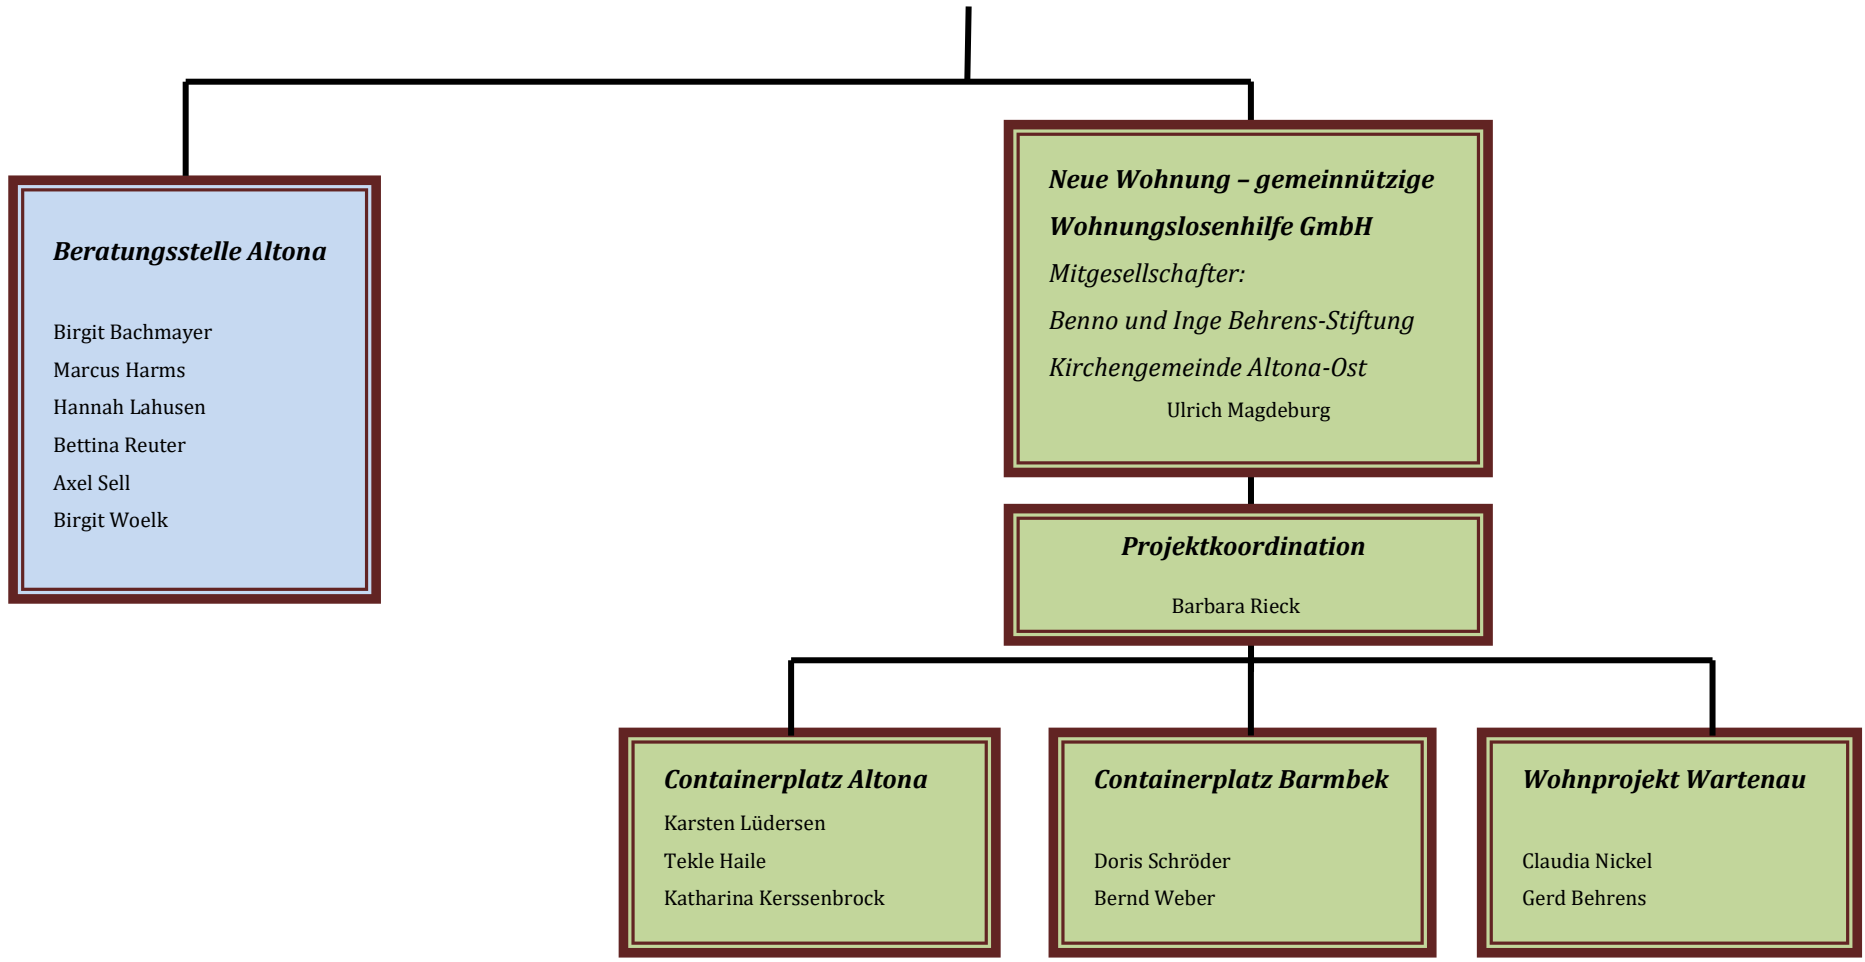 Beratungsstelle Altona
Birgit Bachmayer
Marcus Harms
Hannah Lahusen
Bettina Reuter
Axel Sell
Birgit Woelk
Neue Wohnung – gemeinnützige
Wohnungslosenhilfe GmbH
Mitgesellschafter:
Benno und Inge Behrens-Stiftung
Kirchengemeinde Altona-Ost
Ulrich Magdeburg
Projektkoordination
Barbara Rieck
Containerplatz Altona
Karsten Lüdersen
Tekle Haile
Katharina Kerssenbrock
Containerplatz Barmbek
Doris Schröder
Bernd Weber
Wohnprojekt Wartenau
Claudia Nickel
Gerd Behrens